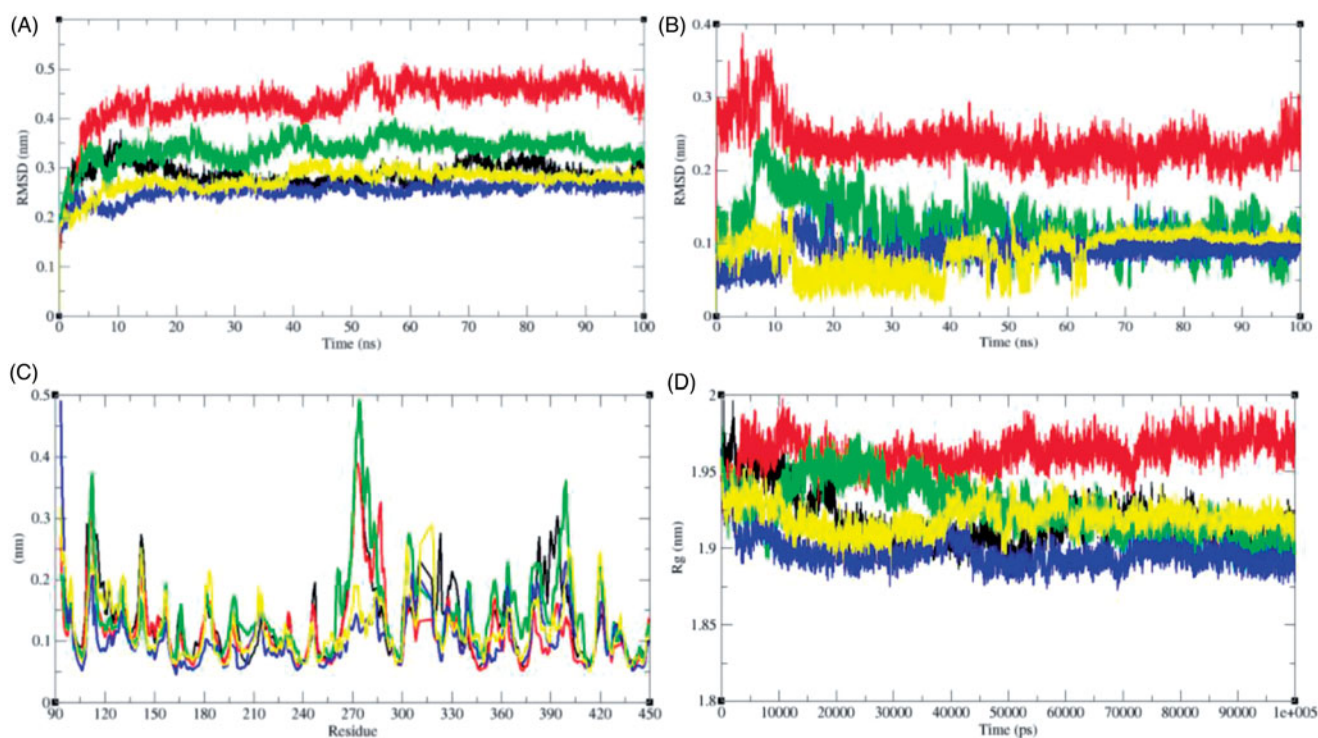 (A)
RMSD (nm)
0.5
0.4
0.3
0.2
0.1
0
0 10 20 30 40 50 60 70 80 90 100
Time (ns)
(B)
RMSD (nm)
0.4
0.3
0.2
0.1
0
0 10 20 30 40 50 60 70 80 90 100
Time (ns)
(C)
(nm)
0.5
0.4
0.3
0.2
0.1
0
90 120 150 180 210 240 270 300 330 360 390 420 450
Residue
(D)
Rg (nm)
2
1.95
1.9
1.85
1.8
0 10000 20000 30000 40000 50000 60000 70000 80000 90000 1e+005
Time (ps)